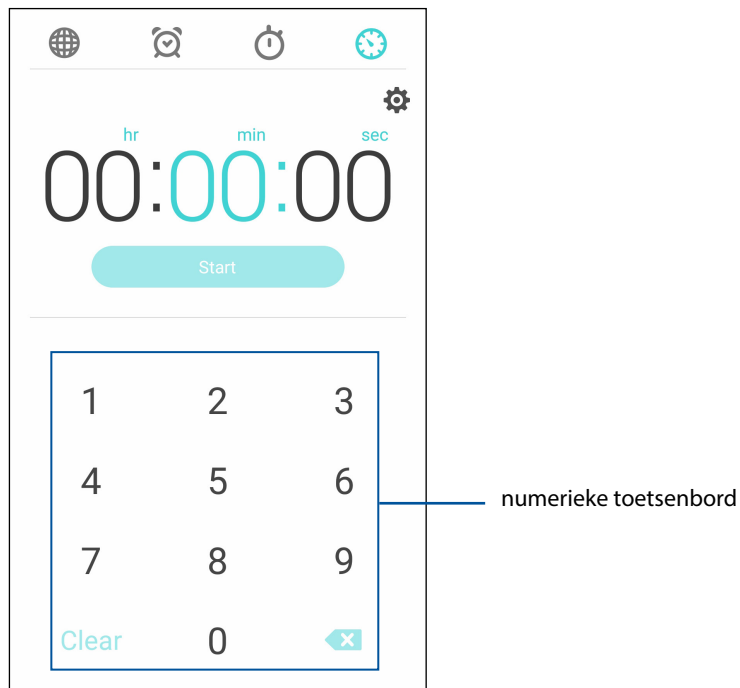 hr min sec
00:00:00
Start
1 2 3
4 5 6
numerieke toetsenbord
7 8 9
Clear 0